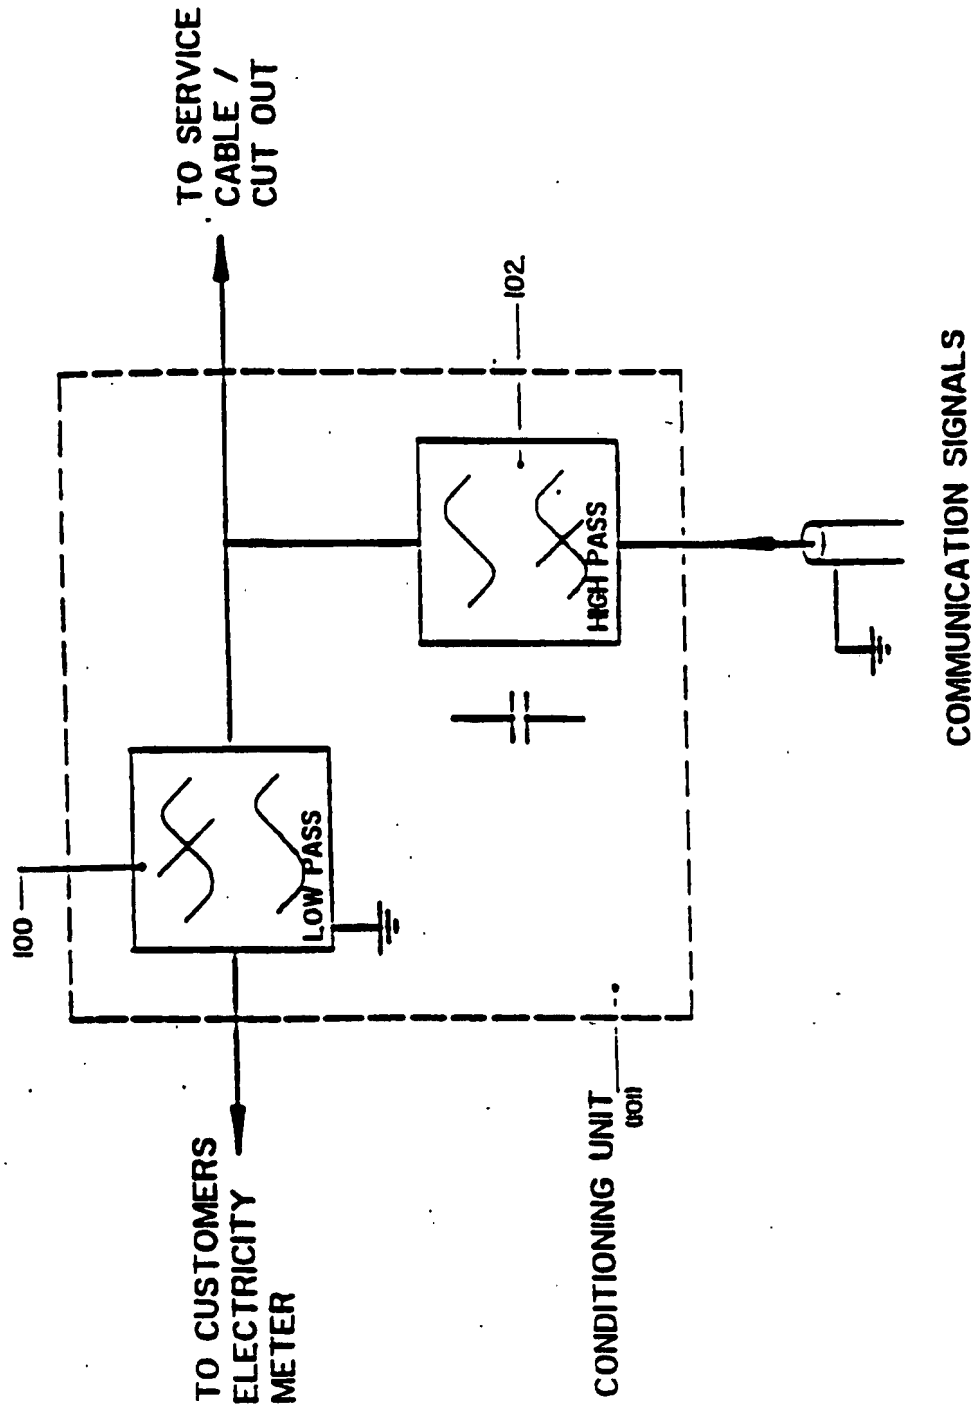 TO SERVICE
CABLE /
CUT OUT
100
LOW PASS
102
HIGH PASS
TO CUSTOMERS
ELECTRICITY
METER
CONDITIONING UNIT
COMMUNICATION SIGNALS